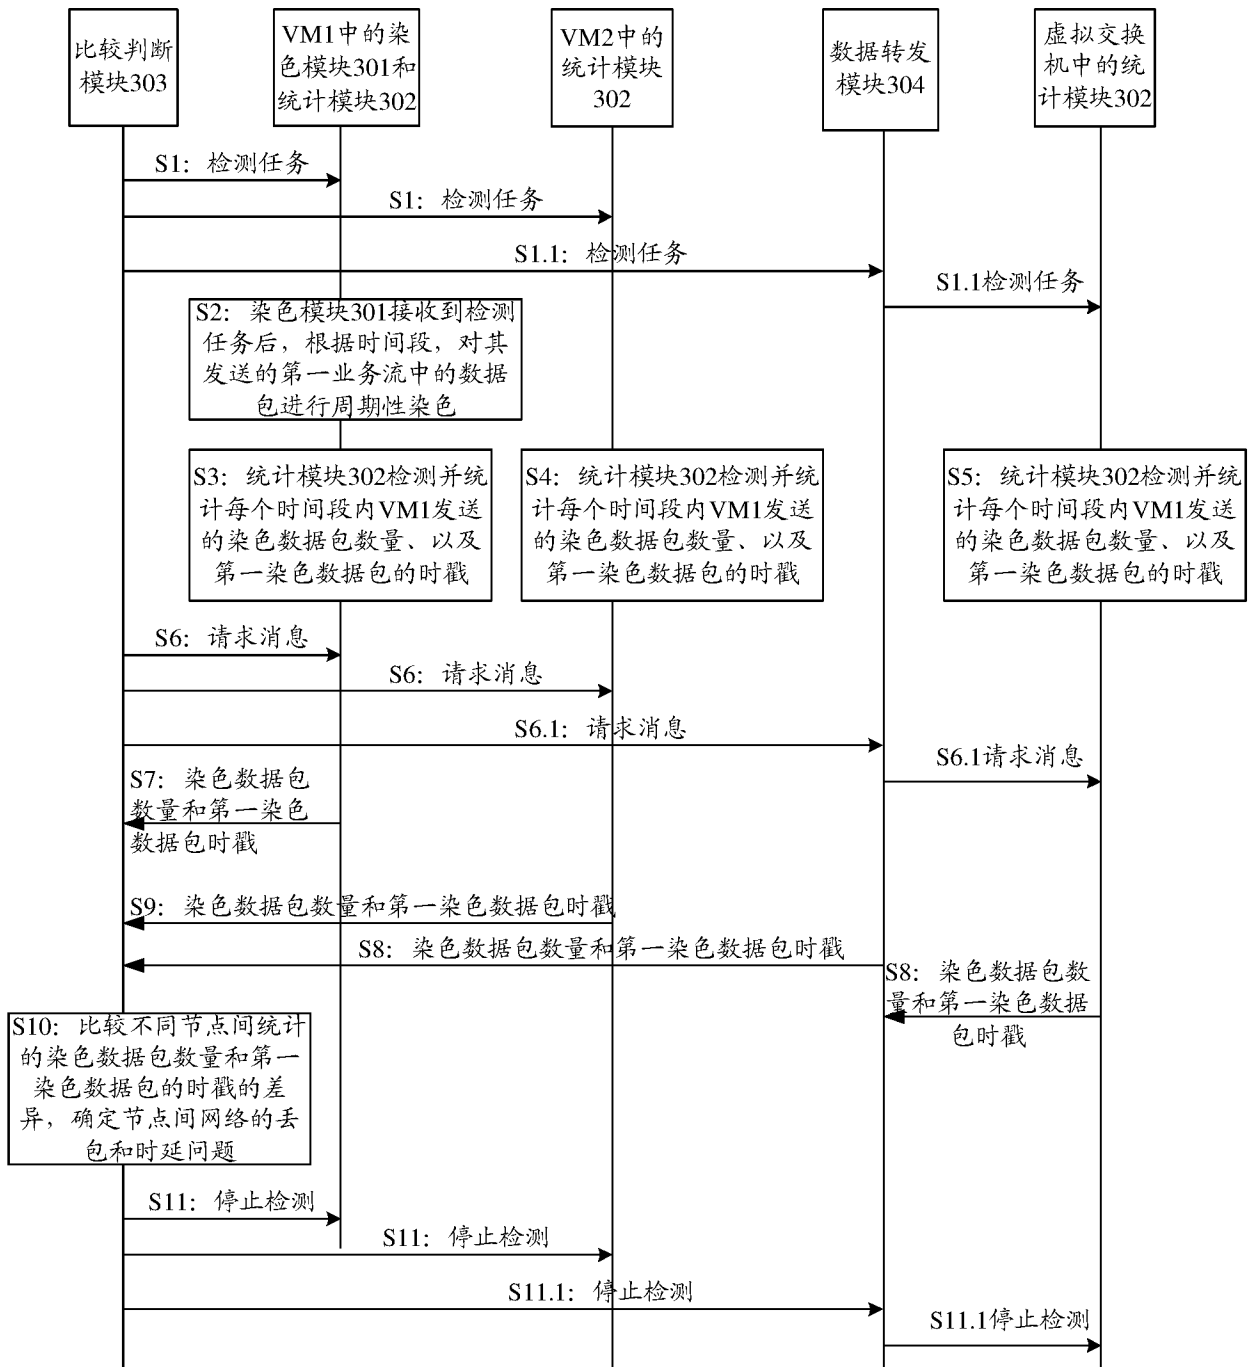 比较判断
模块303
VM1中的染
色模块301和
统计模块302
VM2中的
统计模块
302
数据转发
模块304
虚拟交换
机中的统
计模块302
S1：检测任务
S1：检测任务
S1.1：检测任务
S1.1检测任务
S2：染色模块301接收到检测
任务后，根据时间段，对其
发送的第一业务流中的数据
包进行周期性染色
S3：统计模块302检测并统
计每个时间段内VM1发送
的染色数据包数量、以及
第一染色数据包的时戳
S4：统计模块302检测并统
计每个时间段内VM1发送
的染色数据包数量、以及
第一染色数据包的时戳
S5：统计模块302检测并统
计每个时间段内VM1发送
的染色数据包数量、以及
第一染色数据包的时戳
S6：请求消息
S6：请求消息
S6.1：请求消息
S6.1请求消息
S7：染色数据包
数量和第一染色
数据包时戳
S9：染色数据包数量和第一染色数据包时戳
S8：染色数据包数量和第一染色数据包时戳
S8：染色数据包数
量和第一染色数据
包时戳
S10：比较不同节点间统计
的染色数据包数量和第一
染色数据包的时戳的差
异，确定节点间网络的丢
包和时延问题
S11：停止检测
S11：停止检测
S11.1：停止检测
S11.1停止检测